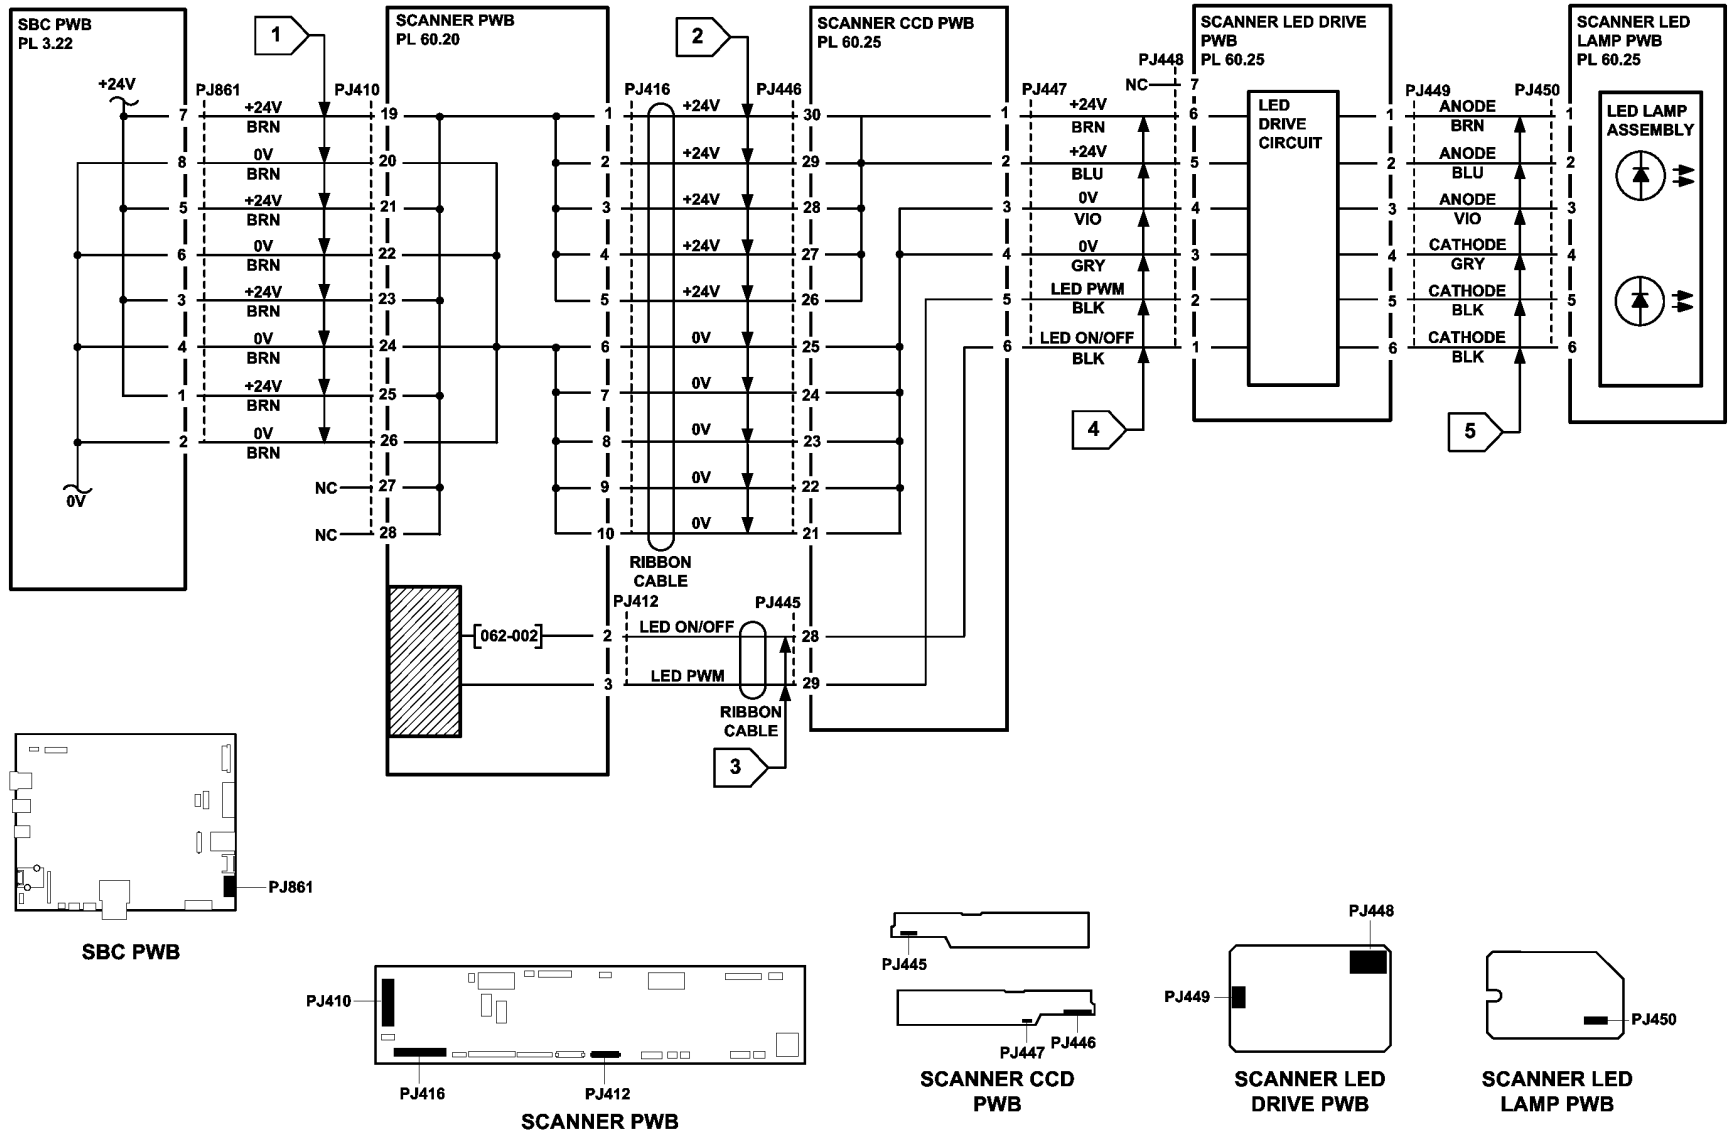 SBC PWB
PL 3.22
1
SCANNER PWB
PL 60.20
2
SCANNER CCD PWB
PL 60.25
SCANNER LED DRIVE
PWB
PL 60.25
SCANNER LED
LAMP PWB
PL 60.25
+24V
PJ861
PJ410
PJ416
PJ446
PJ447
PJ448
PJ449
PJ450
NC
7
7 +24V BRN 19
8 0V BRN 20
5 +24V BRN 21
6 0V BRN 22
3 +24V BRN 23
4 0V BRN 24
1 +24V BRN 25
2 0V BRN 26
NC 27
NC 28
0V
1 +24V 30
2 +24V 29
3 +24V 28
4 +24V 27
5 +24V 26
6 0V 25
7 0V 24
8 0V 23
9 0V 22
10 0V 21
RIBBON
CABLE
1 +24V BRN 6
2 +24V BLU 5
3 0V VIO 4
4 0V GRY 3
5 LED PWM BLK 2
6 LED ON/OFF BLK 1
4
LED
DRIVE
CIRCUIT
1 ANODE BRN 1
2 ANODE BLU 2
3 ANODE VIO 3
4 CATHODE GRY 4
5 CATHODE BLK 5
6 CATHODE BLK 6
5
LED LAMP
ASSEMBLY
PJ412
PJ445
062-002
2 LED ON/OFF 28
3 LED PWM 29
RIBBON
CABLE
3
PJ861
SBC PWB
PJ410
PJ416
PJ412
SCANNER PWB
PJ445
PJ447
PJ446
SCANNER CCD
PWB
PJ448
PJ449
SCANNER LED
DRIVE PWB
PJ450
SCANNER LED
LAMP PWB